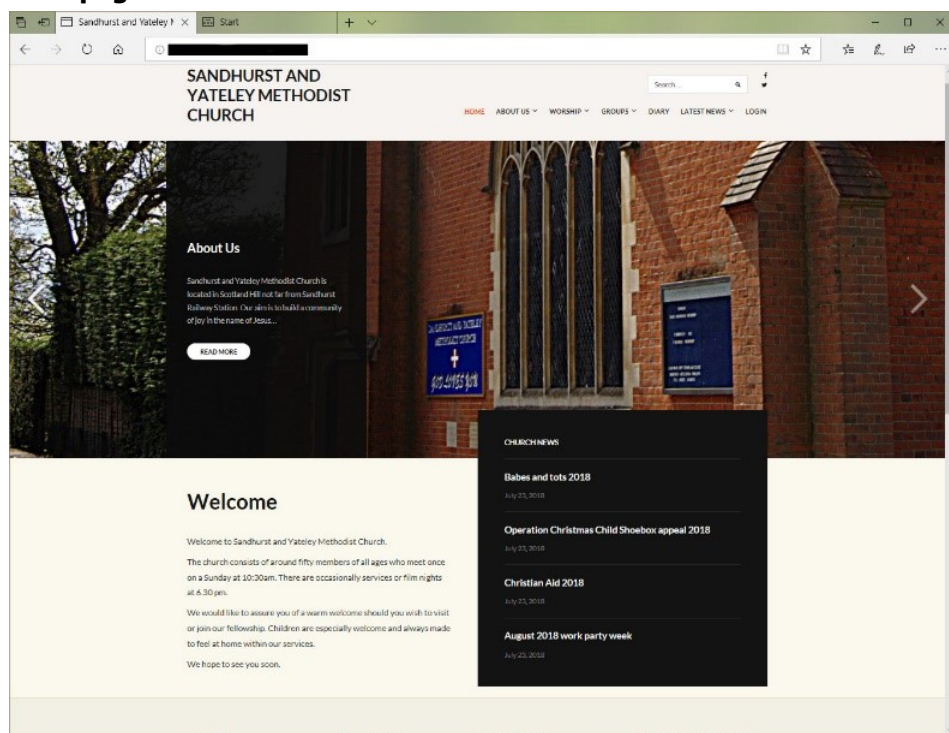 Sandhurst and Yateley
Start
SANDHURST AND
YATELEY METHODIST
CHURCH
Search ...
HOME ABOUT US WORSHIP GROUPS DIARY LATEST NEWS LOGIN
About Us
Sandhurst and Yateley Methodist Church is
located in Scotland Hill not far from Sandhurst
Railway Station. Our aim is to build a community
of joy in the name of Jesus...
READ MORE
SANDHURST AND YATELEY
METHODIST CHURCH
GOD LOVES YOU
CHURCH NEWS
Babes and tots 2018
July 23, 2018
Operation Christmas Child Shoebox appeal 2018
July 23, 2018
Christian Aid 2018
July 23, 2018
August 2018 work party week
July 23, 2018
Welcome
Welcome to Sandhurst and Yateley Methodist Church.
The church consists of around fifty members of all ages who meet once
on a Sunday at 10:30am. There are occasionally services or film nights
at 6.30 pm.
We would like to assure you of a warm welcome should you wish to visit
or join our fellowship. Children are especially welcome and always made
to feel at home within our services.
We hope to see you soon.